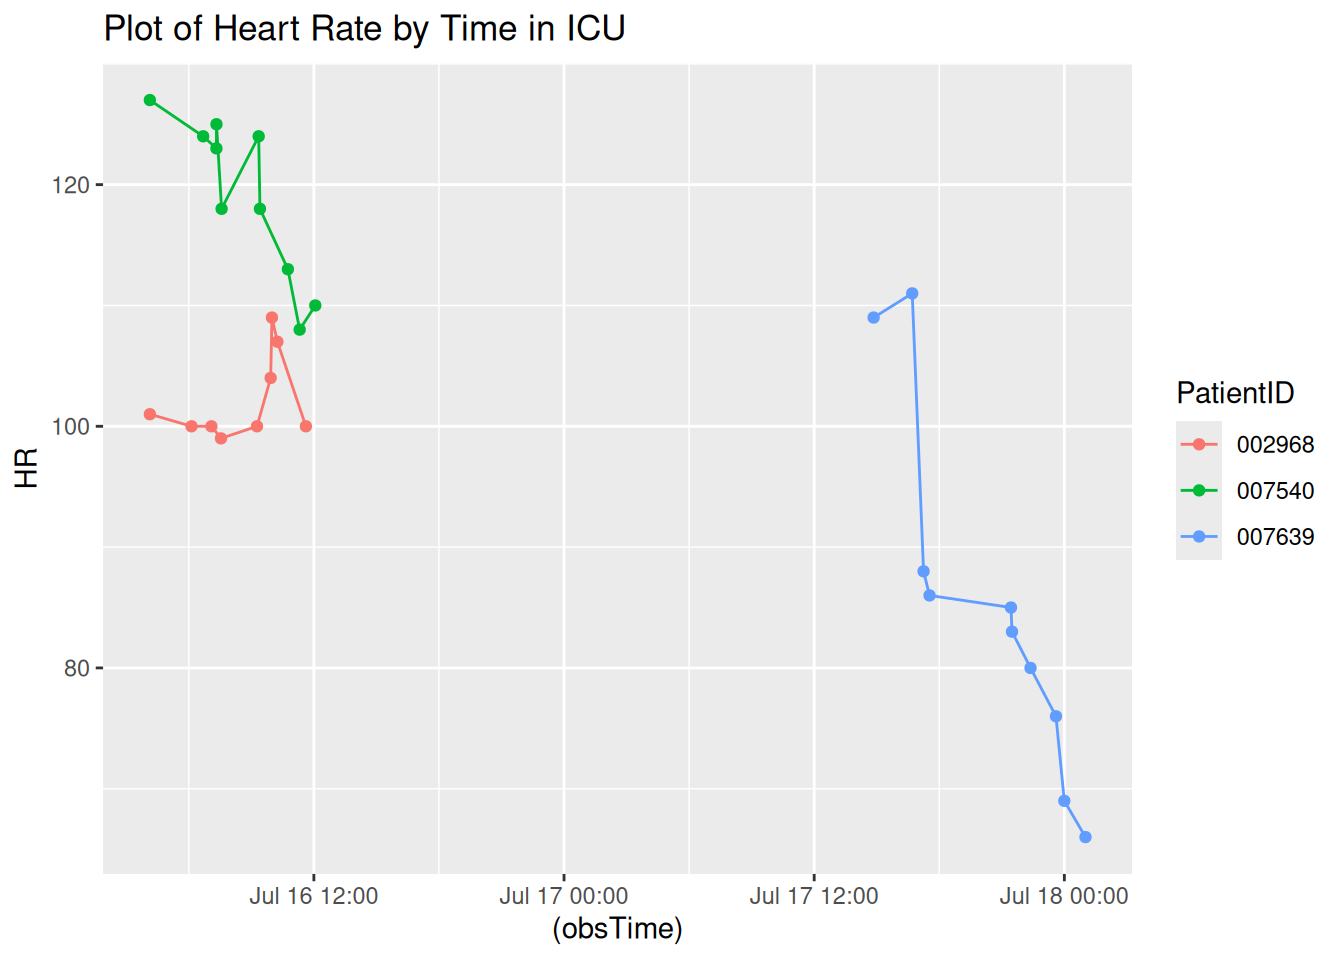 Plot of Heart Rate by Time in ICU
120
100
80
HR
Jul 16 12:00
Jul 17 00:00
Jul 17 12:00
Jul 18 00:00
(obsTime)
PatientID
002968
007540
007639